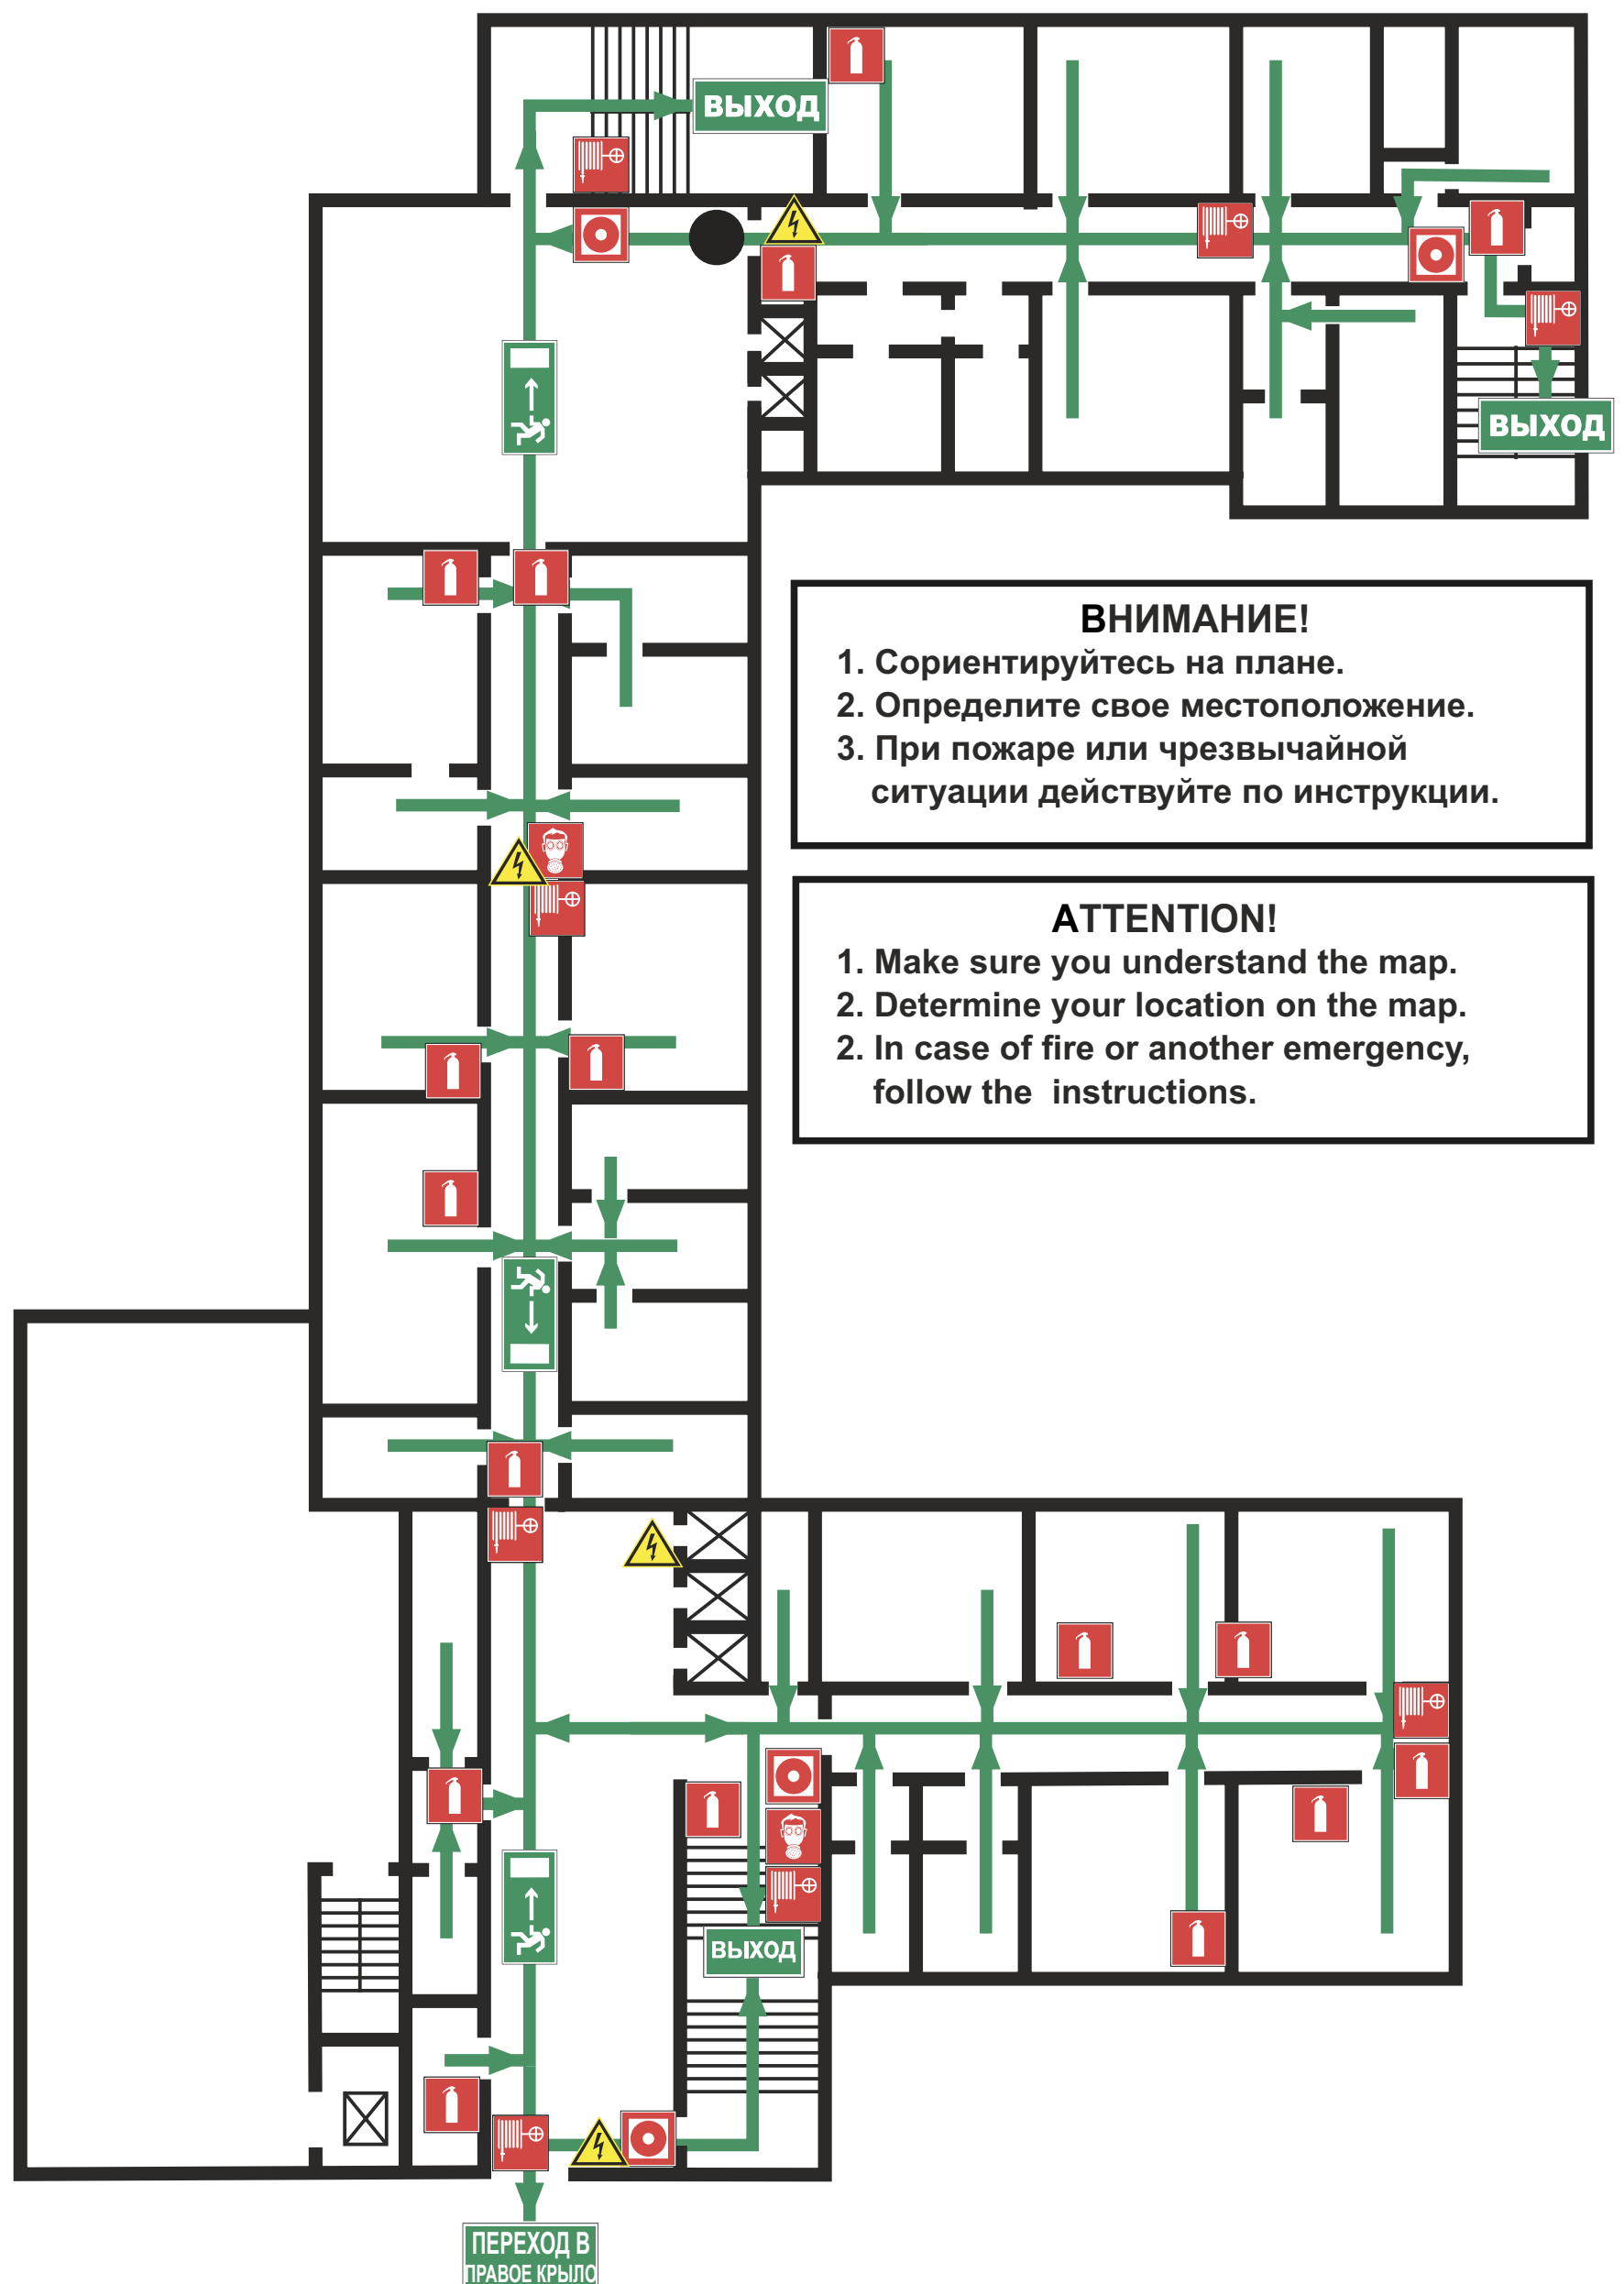 ВЫХОД
ВЫХОД
ВНИМАНИЕ!
1. Сориентируйтесь на плане.
2. Определите свое местоположение.
3. При пожаре или чрезвычайной
ситуации действуйте по инструкции.
ATTENTION!
1. Make sure you understand the map.
2. Determine your location on the map.
2. In case of fire or another emergency,
follow the instructions.
ВЫХОД
ПЕРЕХОД В
ПРАВОЕ КРЫЛО